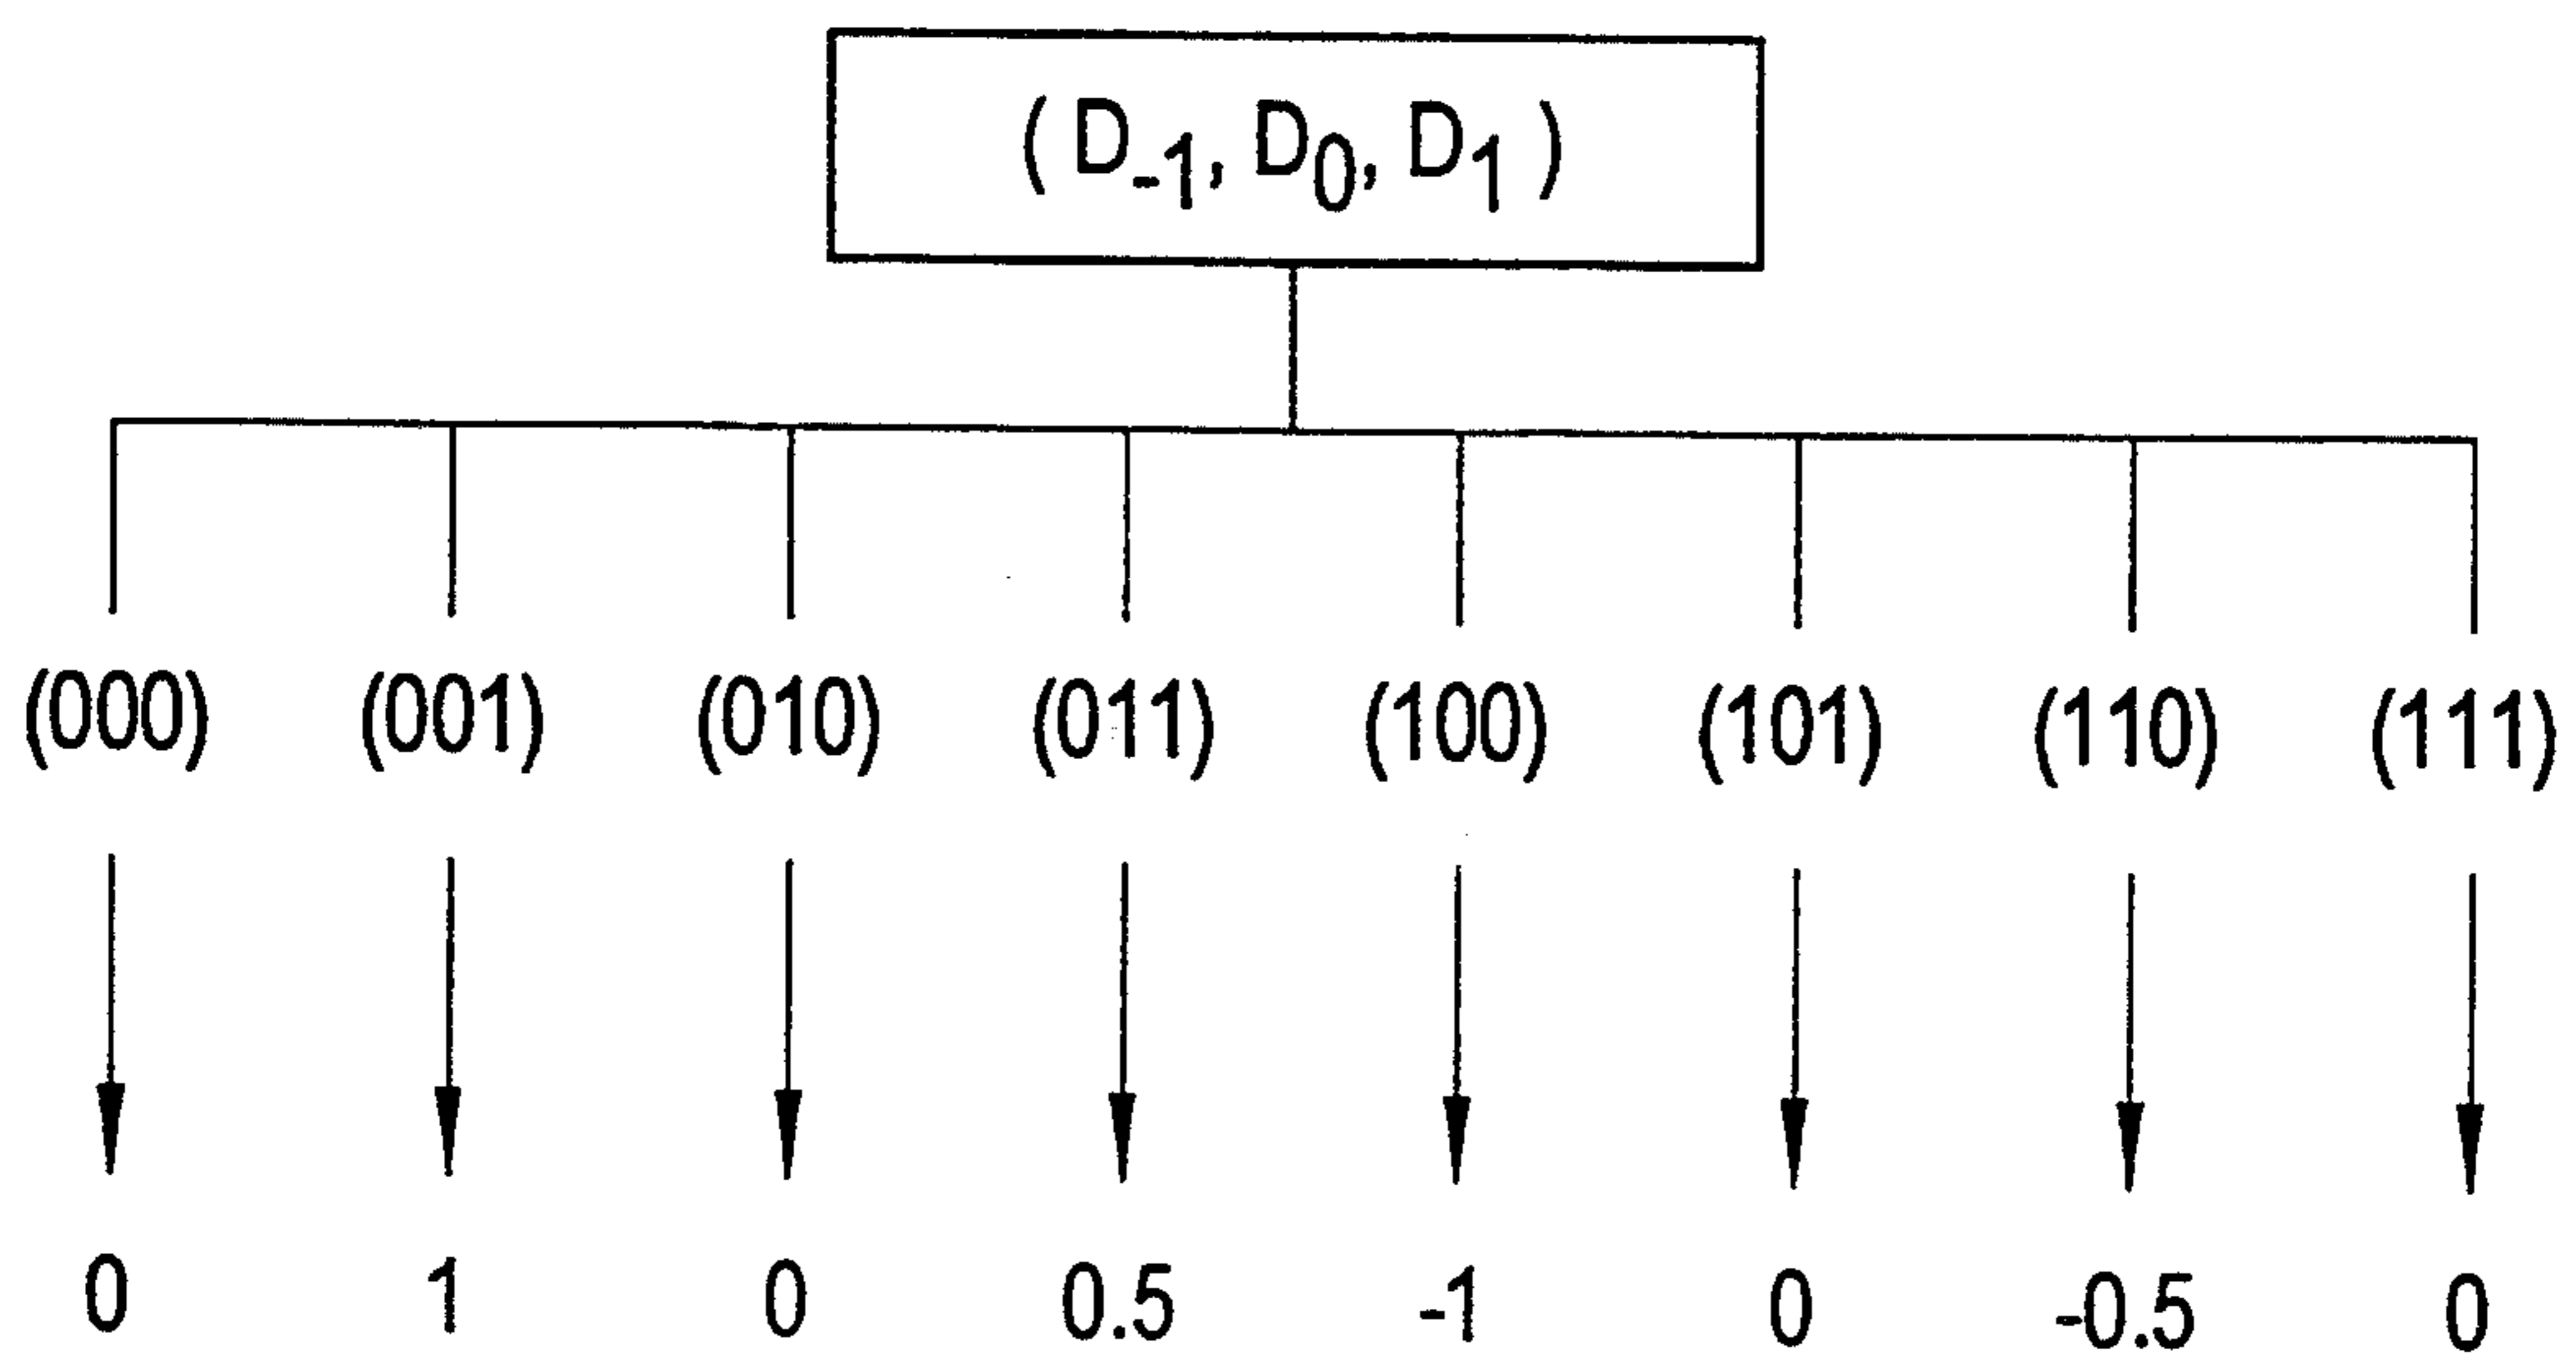 ( D-1, D0, D1 )
(000) (001) (010) (011) (100) (101) (110) (111)
0 1 0 0.5 -1 0 -0.5 0